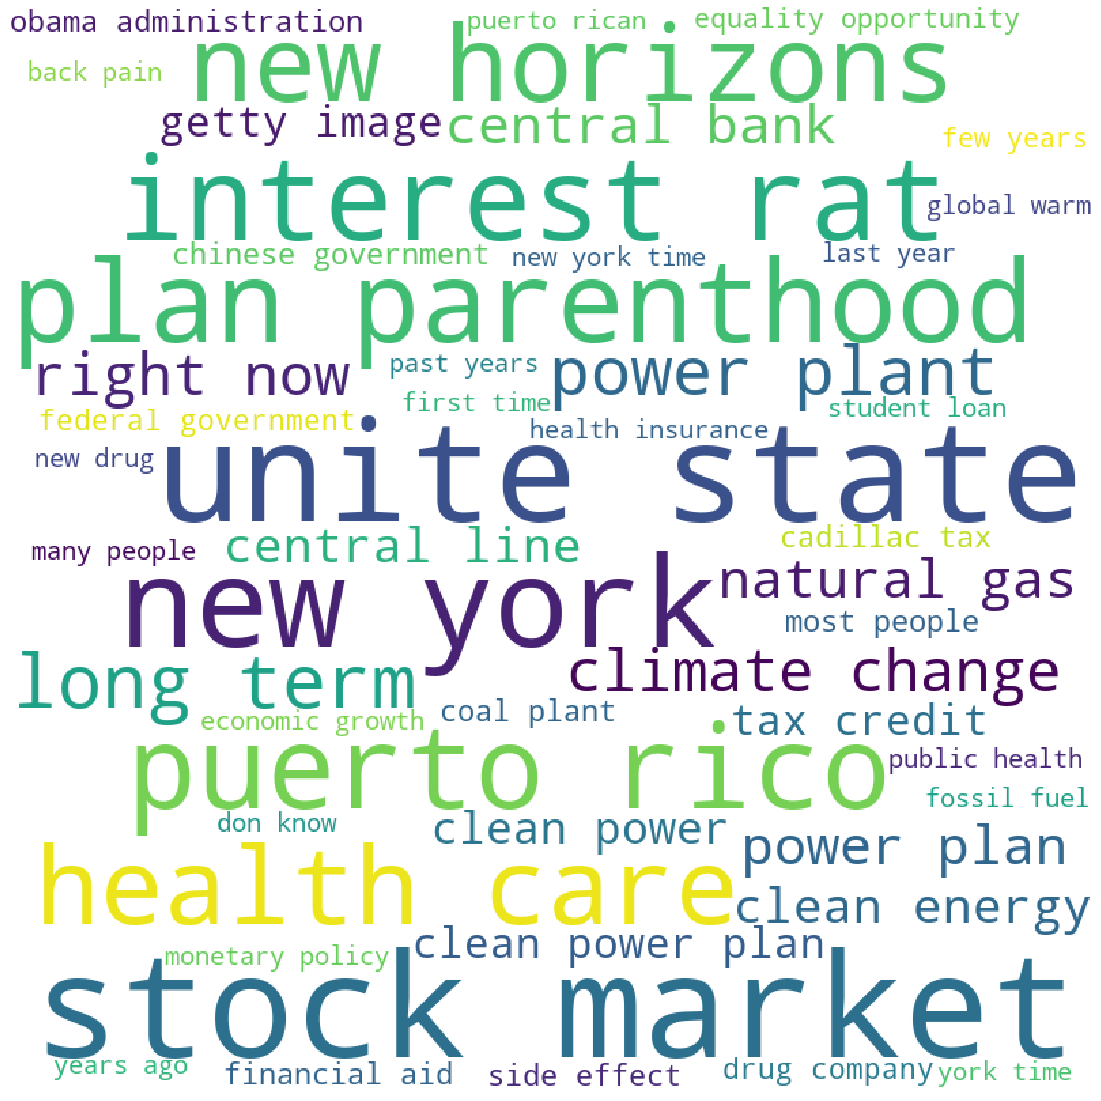 obama administration
puerto rican
equality opportunity
new horizons
back pain
getty image
central bank
few years
interest rat
global warm
chinese government
new york time
last year
plan parenthood
right now
past years
power plant
first time
student loan
federal government
health insurance
new drug
unite state
many people
central line
cadillac tax
new york
natural gas
most people
long term
climate change
economic growth
coal plant
tax credit
puerto rico
public health
fossil fuel
don know
clean power
power plan
health care
clean energy
clean power plan
monetary policy
stock market
years ago
financial aid
side effect
drug company
york time